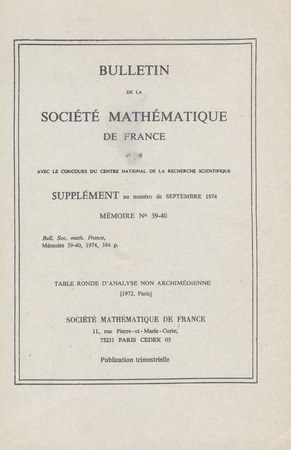 BULLETIN
DE LA
SOCIÉTÉ MATHÉMATIQUE
DE FRANCE
AVEC LE CONCOURS DU CENTRE NATIONAL DE LA RECHERCHE SCIENTIFIQUE
SUPPLÉMENT au numéro de SEPTEMBRE 1974
MÉMOIRE Nº 39-40
Bull. Soc. math. France,
Mémoire 39-40, 1974, 384 p.
TABLE RONDE D'ANALYSE NON ARCHIMÉDIENNE
[1972. Paris]
SOCIÉTÉ MATHÉMATIQUE DE FRANCE
11, rue Pierre-et-Marie-Curie,
75231 PARIS CEDEX 05
Publication trimestrielle